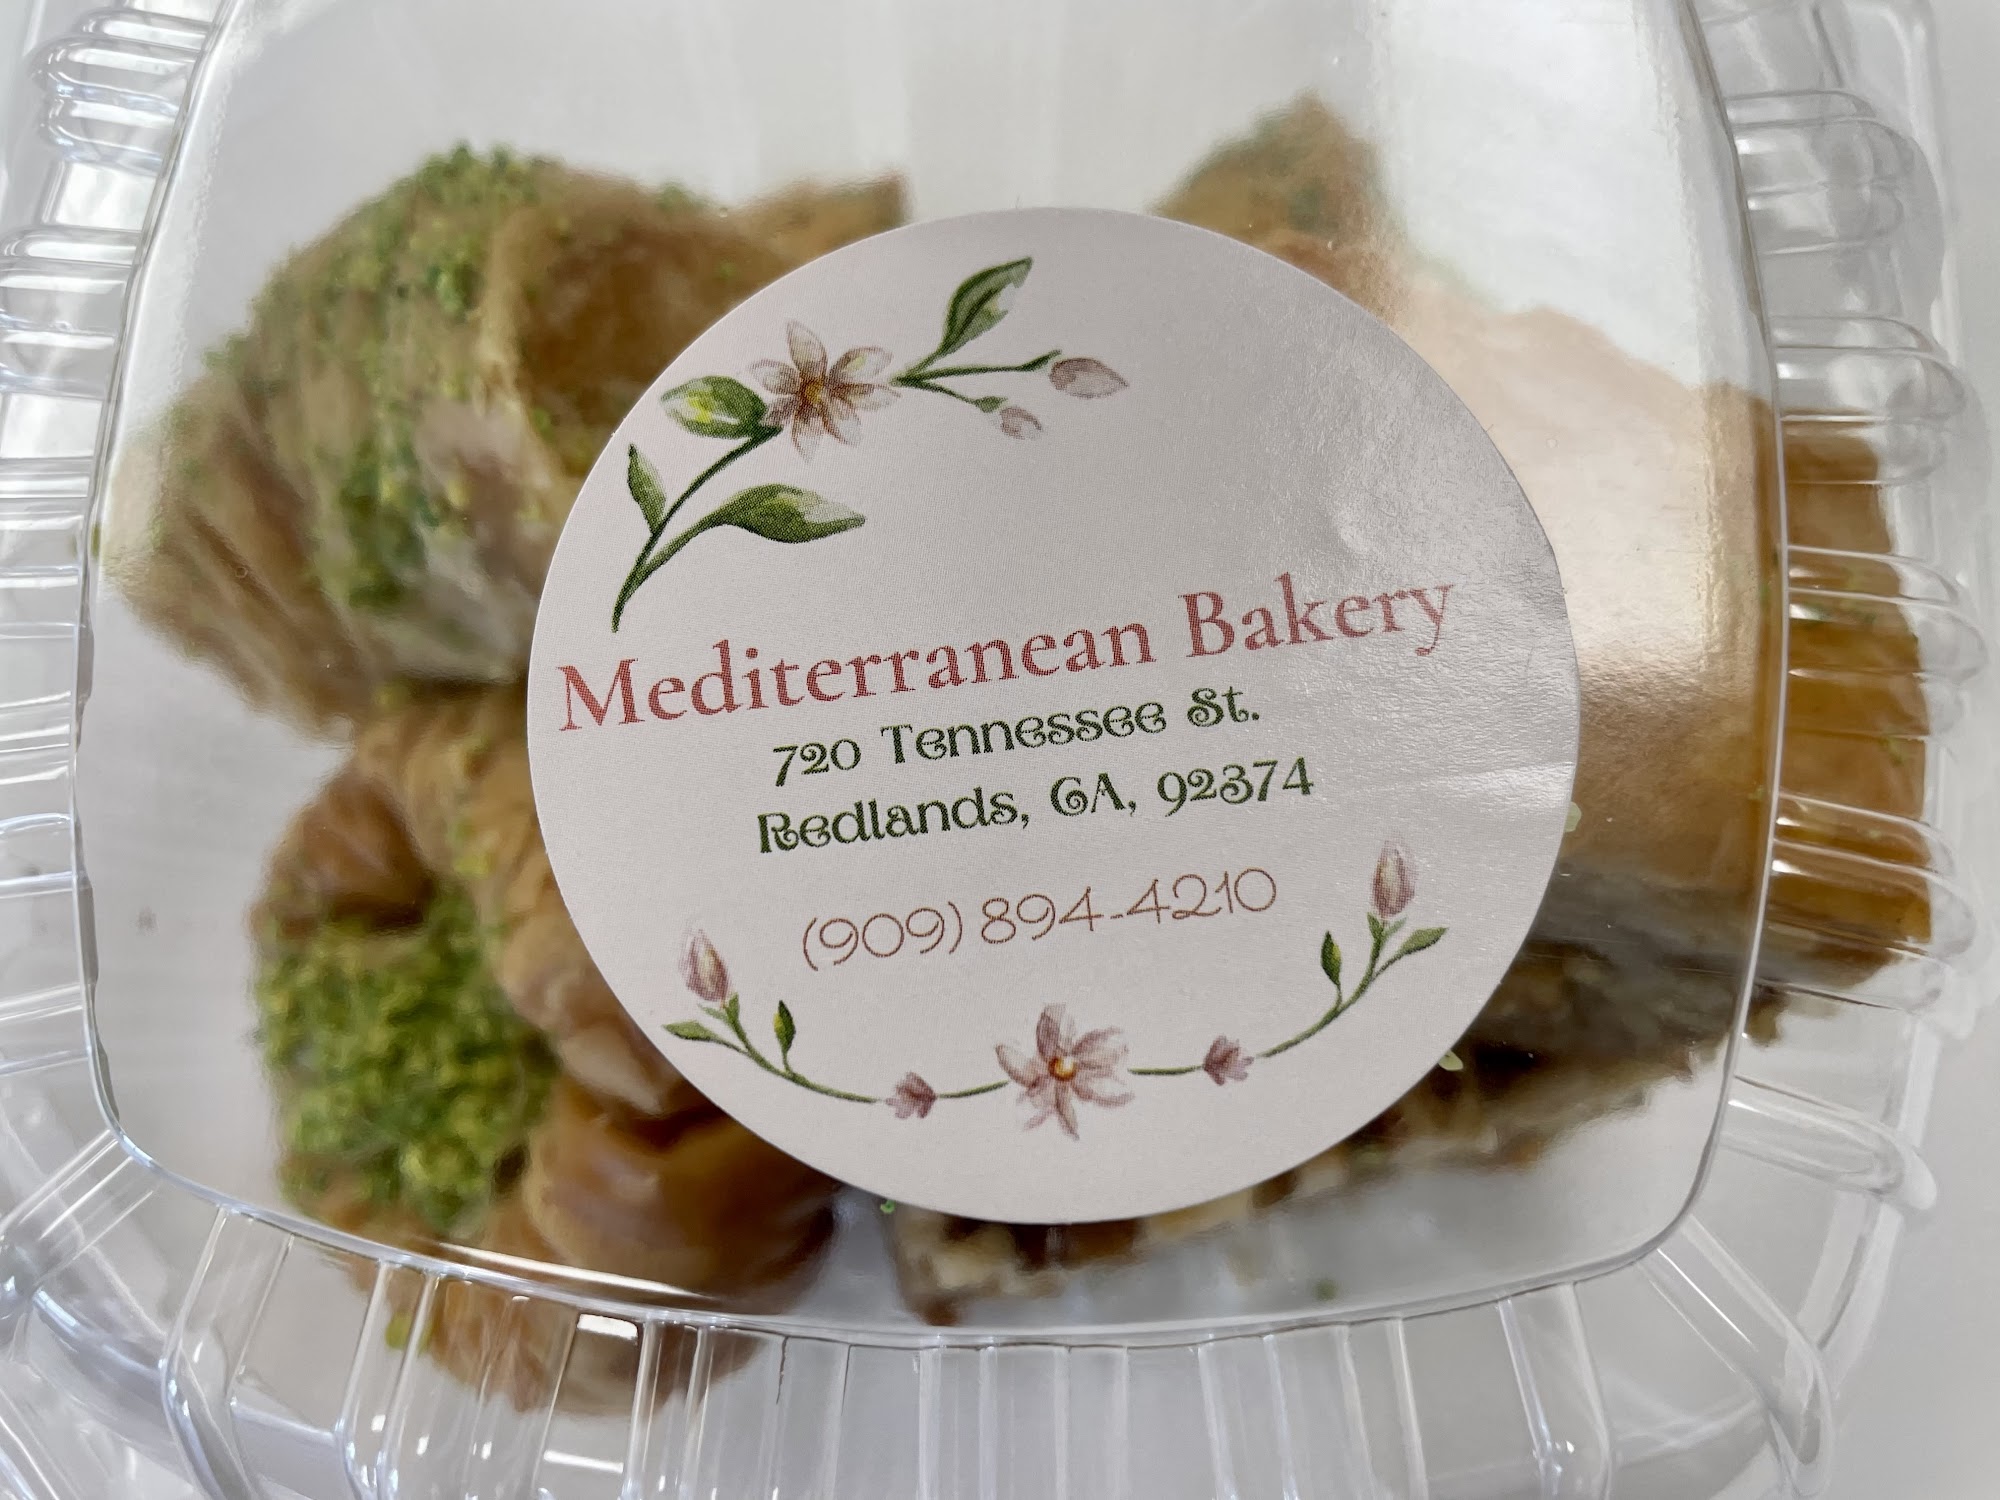 Mediterranean Bakery
720 Tennessee St.
Redlands, CA, 92374
(909) 894-4210